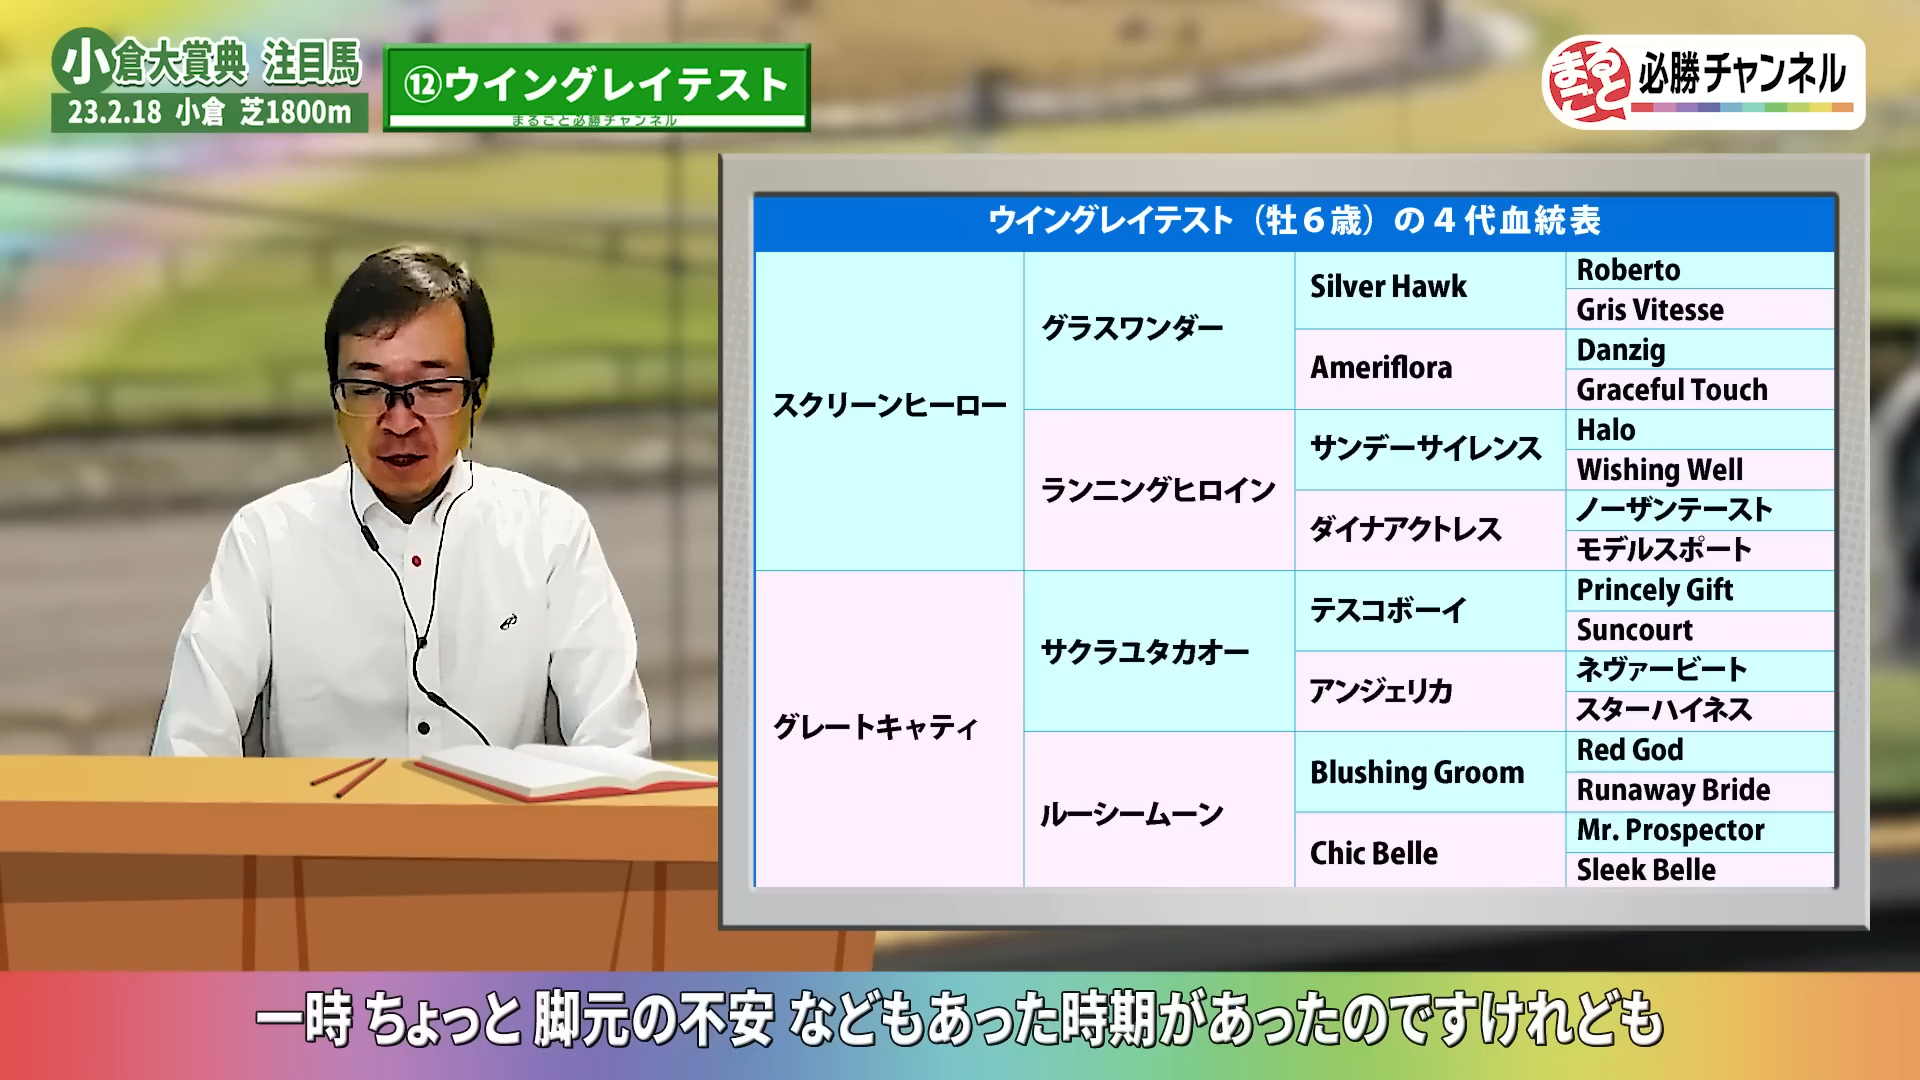 小倉大賞典 注目馬
23.2.18 小倉 芝1800m
⑫ウイングレイテスト
まるごと必勝チャンネル
まるごと
必勝チャンネル
ウイングレイテスト（牡６歳）の４代血統表
スクリーンヒーロー
グラスワンダー
Silver Hawk
Roberto
Gris Vitesse
Ameriflora
Danzig
Graceful Touch
ランニングヒロイン
サンデーサイレンス
Halo
Wishing Well
ダイナアクトレス
ノーザンテースト
モデルスポート
グレートキャティ
サクラユタカオー
テスコボーイ
Princely Gift
Suncourt
アンジェリカ
ネヴァービート
スターハイネス
ルーシームーン
Blushing Groom
Red God
Runaway Bride
Chic Belle
Mr. Prospector
Sleek Belle
一時 ちょっと 脚元の不安 などもあった時期があったのですけれども